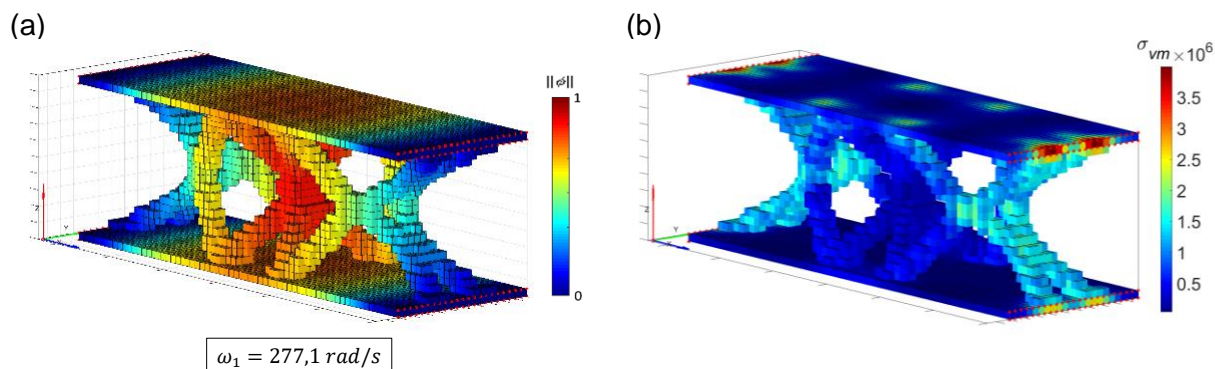 (a)
||ϕ||
1
0
Z
Y
ω₁ = 277,1 rad/s
(b)
σvm×10⁶
3.5
3
2.5
2
1.5
1
0.5
Z
Y